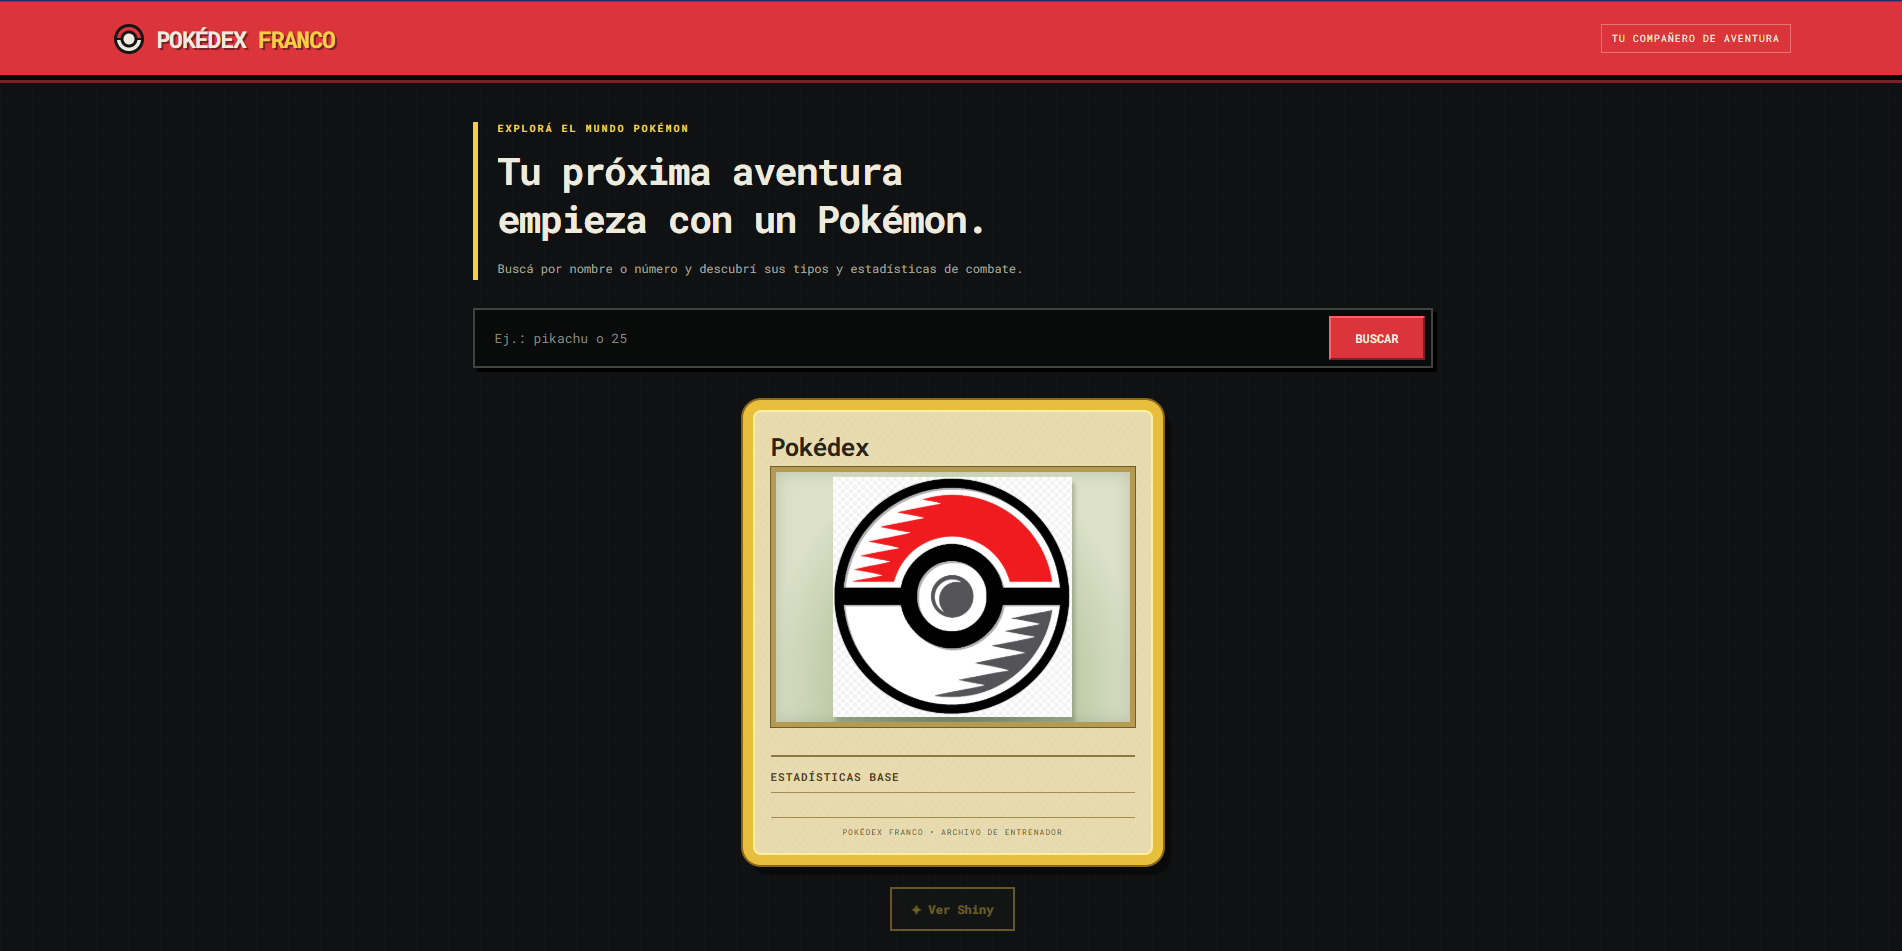 POKÉDEX FRANCO
TU COMPAÑERO DE AVENTURA
EXPLORÁ EL MUNDO POKÉMON
Tu próxima aventura
empieza con un Pokémon.
Buscá por nombre o número y descubrí sus tipos y estadísticas de combate.
Ej.: pikachu o 25
BUSCAR
Pokédex
ESTADÍSTICAS BASE
POKÉDEX FRANCO • ARCHIVO DE ENTRENADOR
✦ Ver Shiny